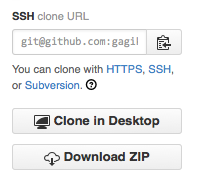 SSH clone URL
git@github.com:gagil
You can clone with HTTPS, SSH,
or Subversion. ?
Clone in Desktop
Download ZIP